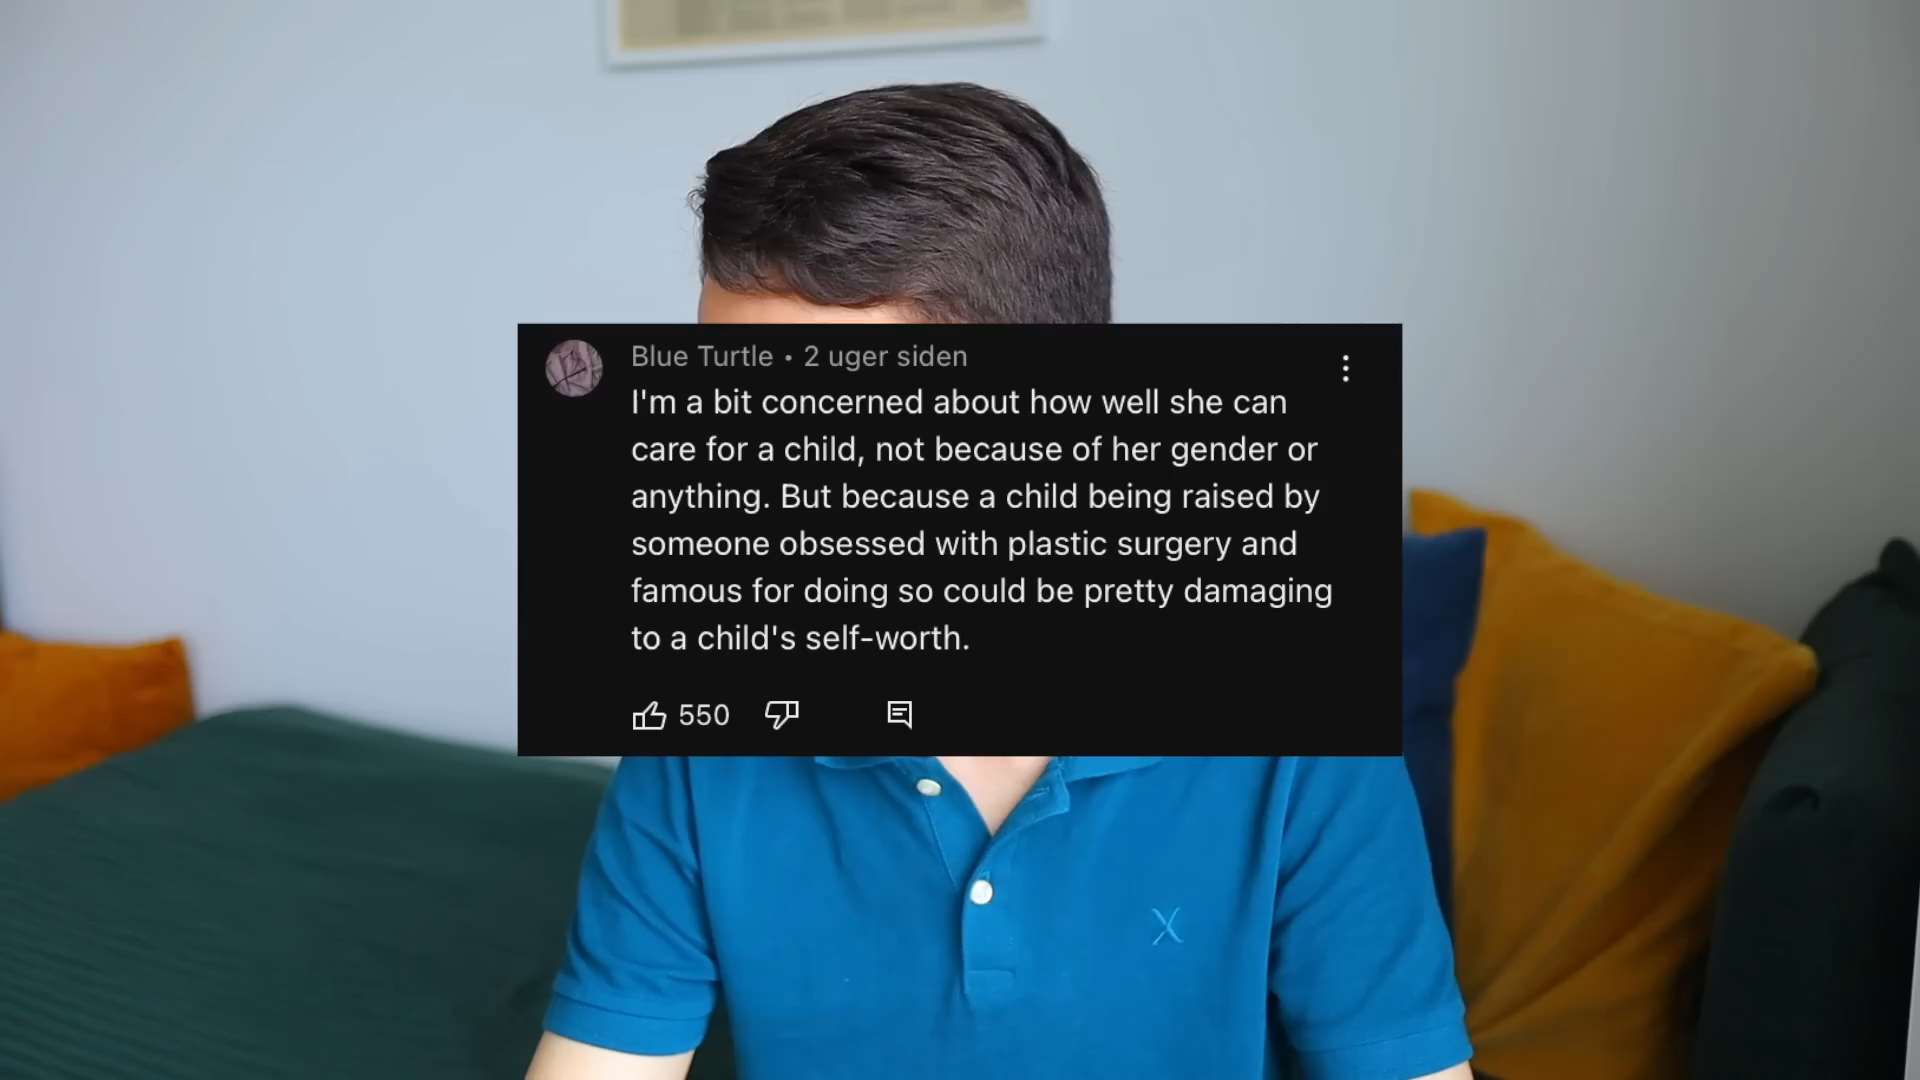 Blue Turtle • 2 uger siden
I'm a bit concerned about how well she can
care for a child, not because of her gender or
anything. But because a child being raised by
someone obsessed with plastic surgery and
famous for doing so could be pretty damaging
to a child's self-worth.
550
X